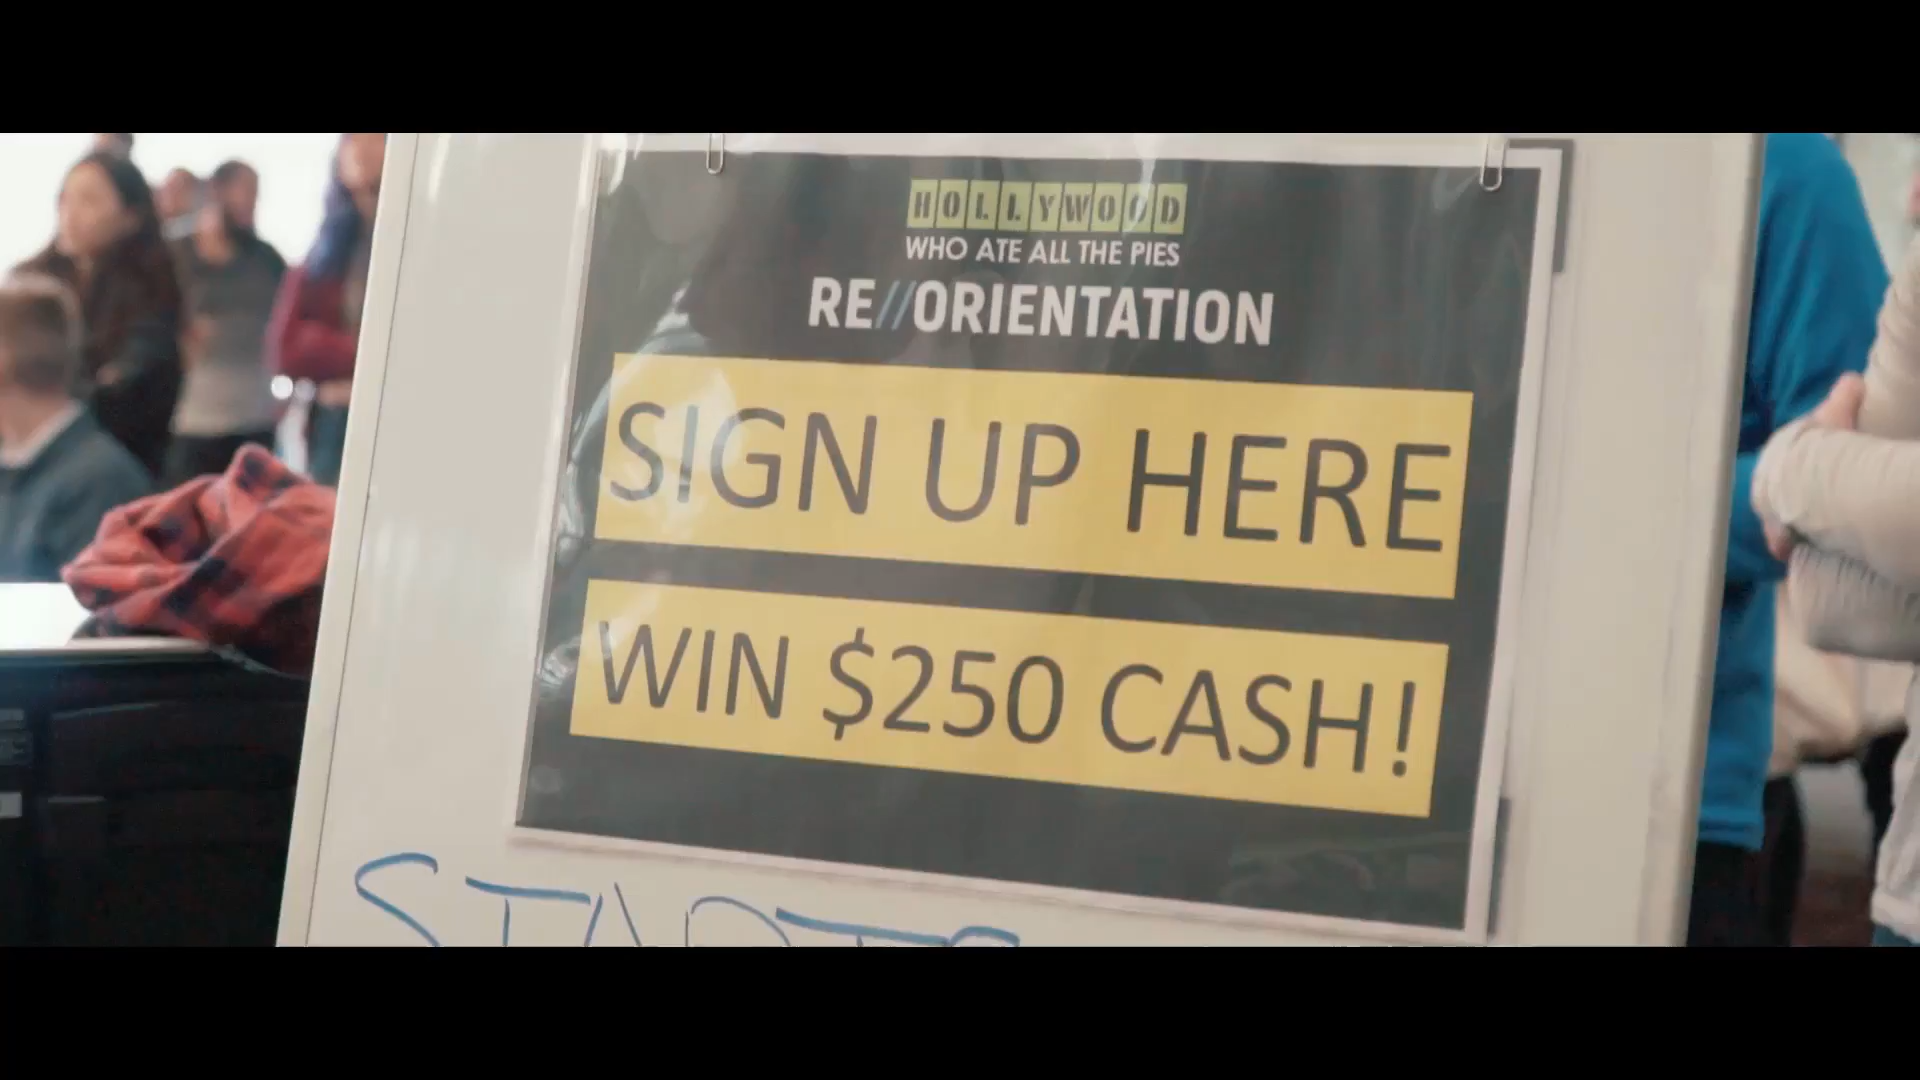 HOLLYWOOD
WHO ATE ALL THE PIES
RE//ORIENTATION
SIGN UP HERE
WIN $250 CASH!